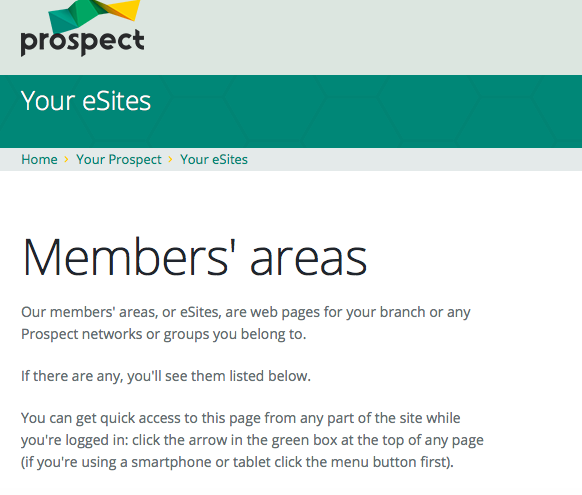 prospect
Your eSites
Home › Your Prospect › Your eSites
Members' areas
Our members' areas, or eSites, are web pages for your branch or any
Prospect networks or groups you belong to.
If there are any, you'll see them listed below.
You can get quick access to this page from any part of the site while
you're logged in: click the arrow in the green box at the top of any page
(if you're using a smartphone or tablet click the menu button first).